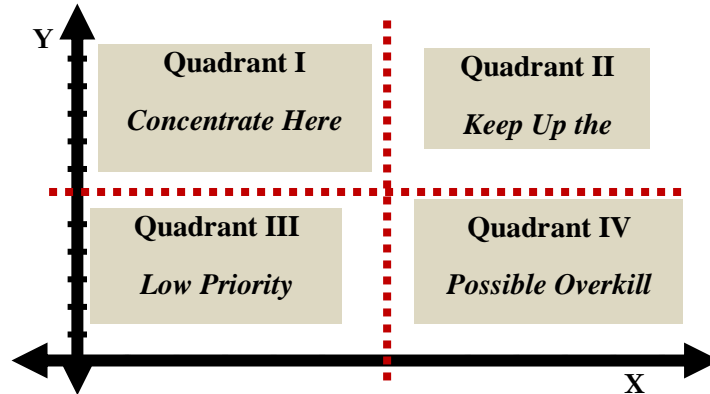 Y
Quadrant I
Concentrate Here
Quadrant II
Keep Up the
Quadrant III
Low Priority
Quadrant IV
Possible Overkill
X